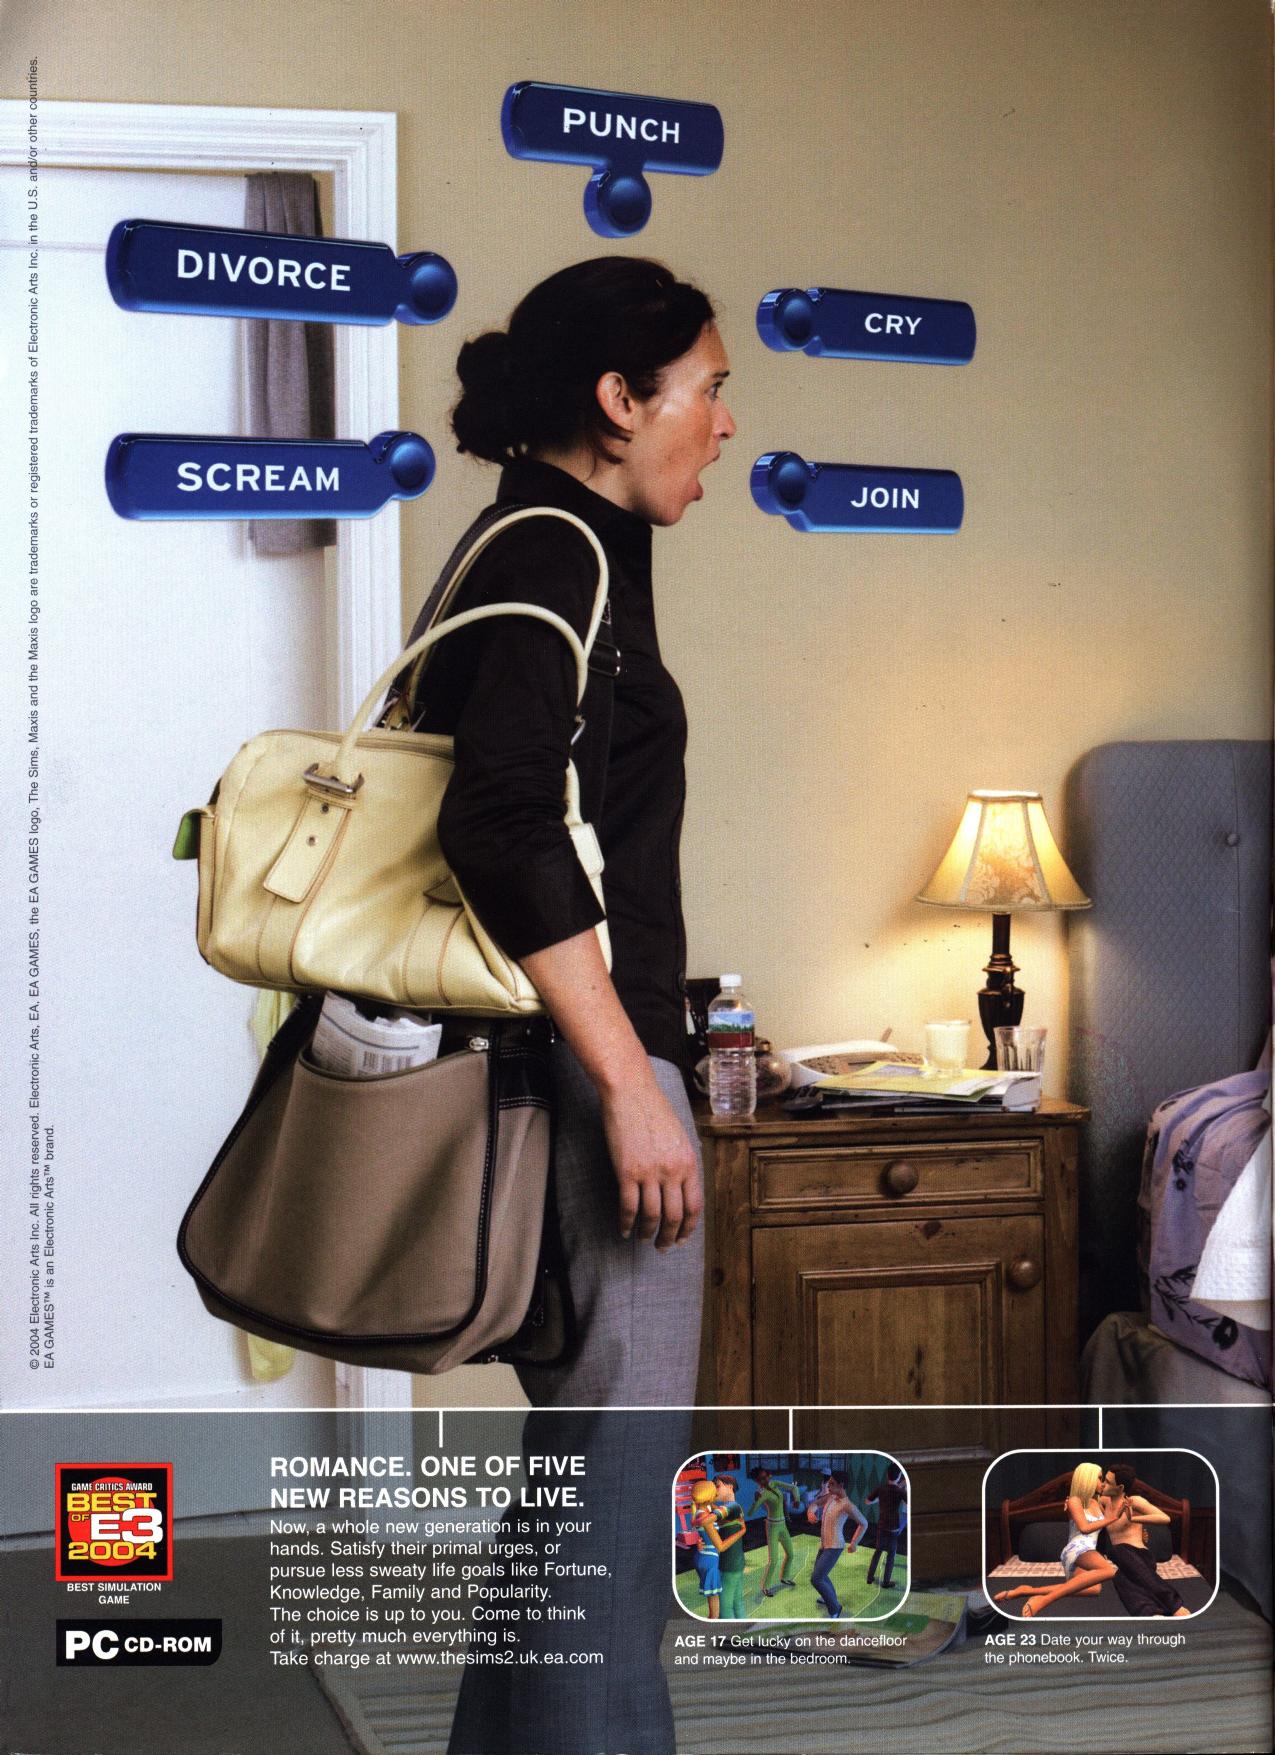 © 2004 Electronic Arts Inc. All rights reserved. Electronic Arts, EA, EA GAMES, the EA GAMES logo, The Sims, Maxis and the Maxis logo are trademarks or registered trademarks of Electronic Arts Inc. in the U.S. and/or other countries.
EA GAMES™ is an Electronic Arts™ brand.
PUNCH
DIVORCE
CRY
SCREAM
JOIN
GAME CRITICS AWARD
BEST
OF E3
2004
BEST SIMULATION
GAME
PC CD-ROM
ROMANCE. ONE OF FIVE
NEW REASONS TO LIVE.
Now, a whole new generation is in your
hands. Satisfy their primal urges, or
pursue less sweaty life goals like Fortune,
Knowledge, Family and Popularity.
The choice is up to you. Come to think
of it, pretty much everything is.
Take charge at www.thesims2.uk.ea.com
AGE 17 Get lucky on the dancefloor
and maybe in the bedroom.
AGE 23 Date your way through
the phonebook. Twice.